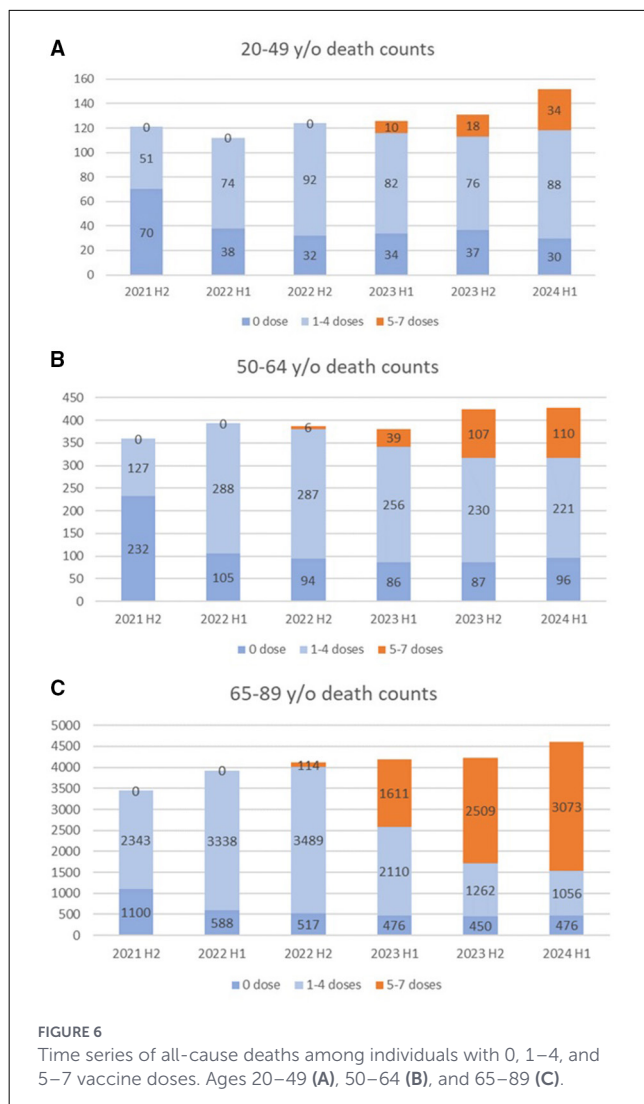 A
20-49 y/o death counts
160
140
120
100
80
60
40
20
0
0 0 0 10 18 34
51 74 92 82 76 88
70 38 32 34 37 30
2021 H2 2022 H1 2022 H2 2023 H1 2023 H2 2024 H1
0 dose 1-4 doses 5-7 doses
B
50-64 y/o death counts
450
400
350
300
250
200
150
100
50
0
0 0 6 39 107 110
127 288 287 256 230 221
232 105 94 86 87 96
2021 H2 2022 H1 2022 H2 2023 H1 2023 H2 2024 H1
0 dose 1-4 doses 5-7 doses
C
65-89 y/o death counts
5000
4500
4000
3500
3000
2500
2000
1500
1000
500
0
0 0 114 1611 2509 3073
2343 3338 3489 2110 1262 1056
1100 588 517 476 450 476
2021 H2 2022 H1 2022 H2 2023 H1 2023 H2 2024 H1
0 dose 1-4 doses 5-7 doses
FIGURE 6
Time series of all-cause deaths among individuals with 0, 1–4, and
5–7 vaccine doses. Ages 20–49 (A), 50–64 (B), and 65–89 (C).